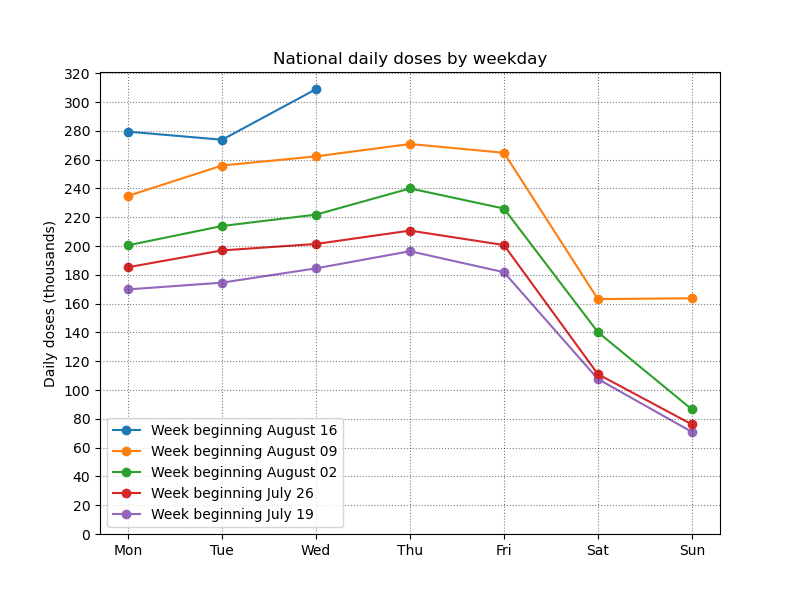 National daily doses by weekday
Daily doses (thousands)
320
300
280
260
240
220
200
180
160
140
120
100
80
60
40
20
0
Week beginning August 16
Week beginning August 09
Week beginning August 02
Week beginning July 26
Week beginning July 19
Mon Tue Wed Thu Fri Sat Sun